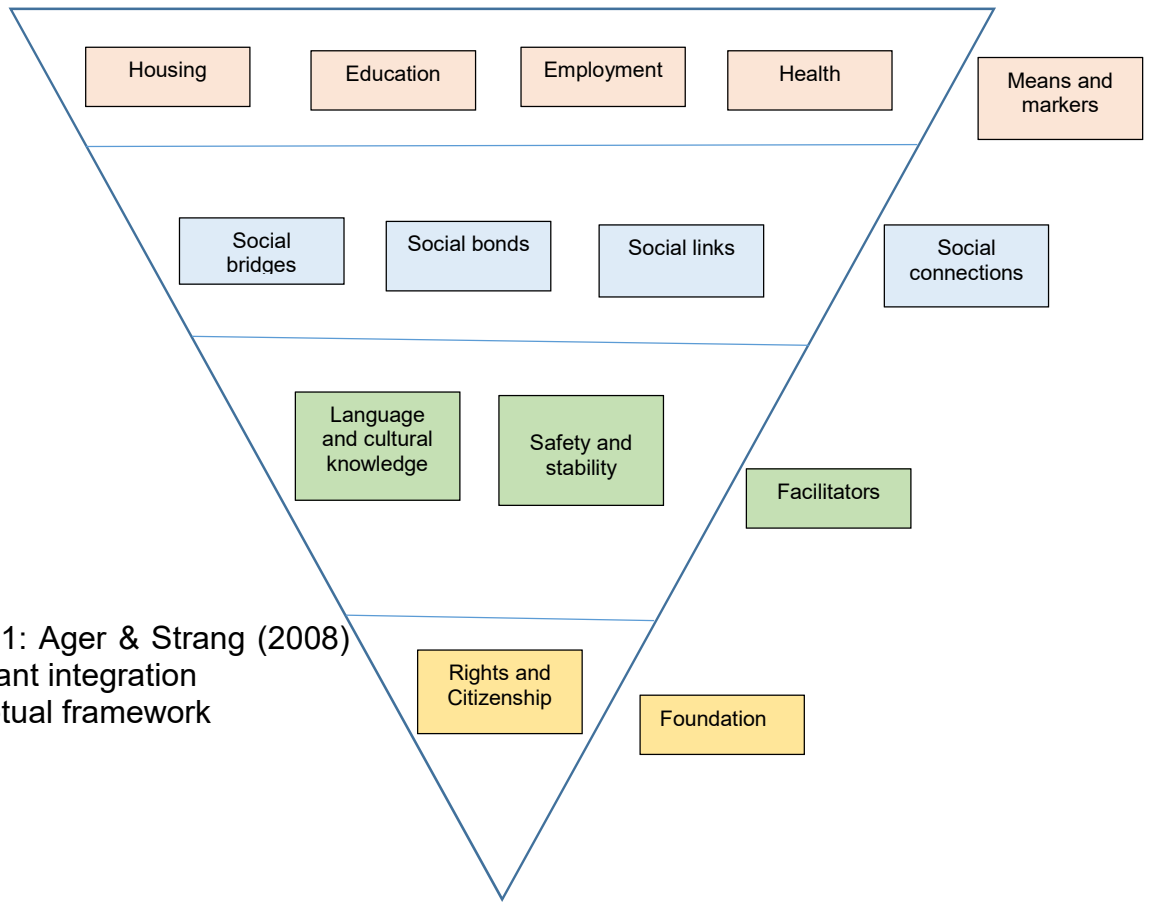 Housing
Education
Employment
Health
Means and
markers
Social
bridges
Social bonds
Social links
Social
connections
Language
and cultural
knowledge
Safety and
stability
Facilitators
1: Ager & Strang (2008)
ant integration
tual framework
Rights and
Citizenship
Foundation